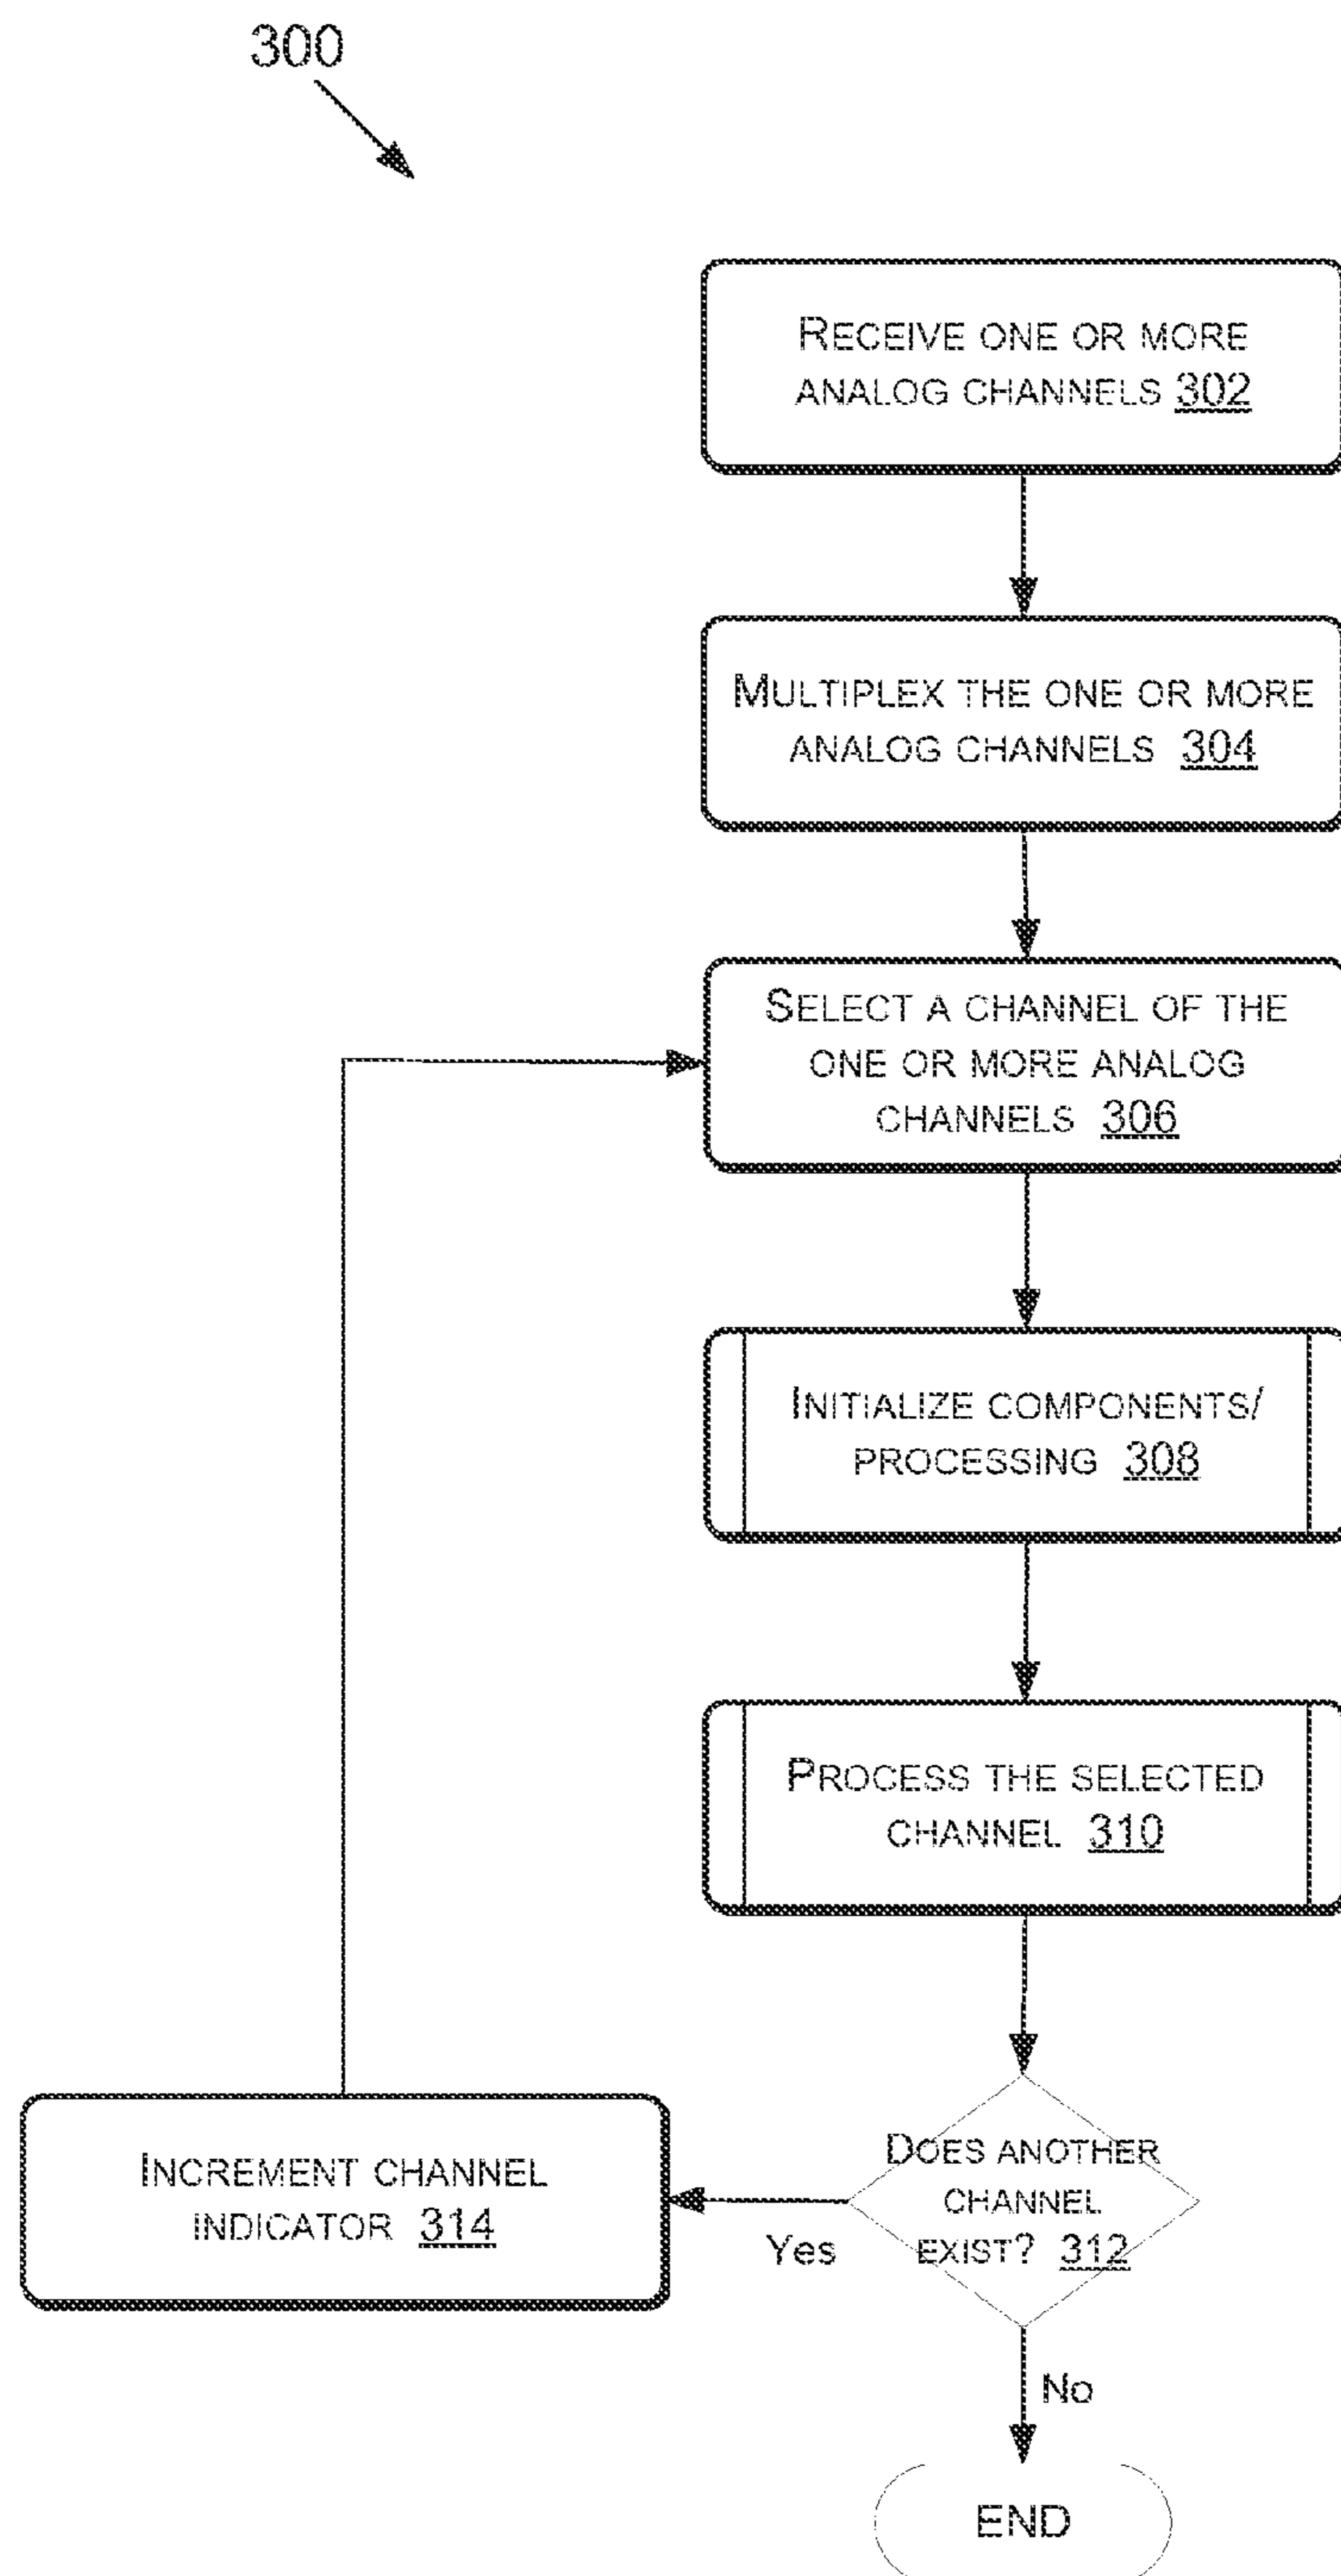 300
RECEIVE ONE OR MORE
ANALOG CHANNELS 302
MULTIPLEX THE ONE OR MORE
ANALOG CHANNELS 304
SELECT A CHANNEL OF THE
ONE OR MORE ANALOG
CHANNELS 306
INITIALIZE COMPONENTS/
PROCESSING 308
PROCESS THE SELECTED
CHANNEL 310
DOES ANOTHER
CHANNEL
EXIST? 312
Yes
INCREMENT CHANNEL
INDICATOR 314
No
END